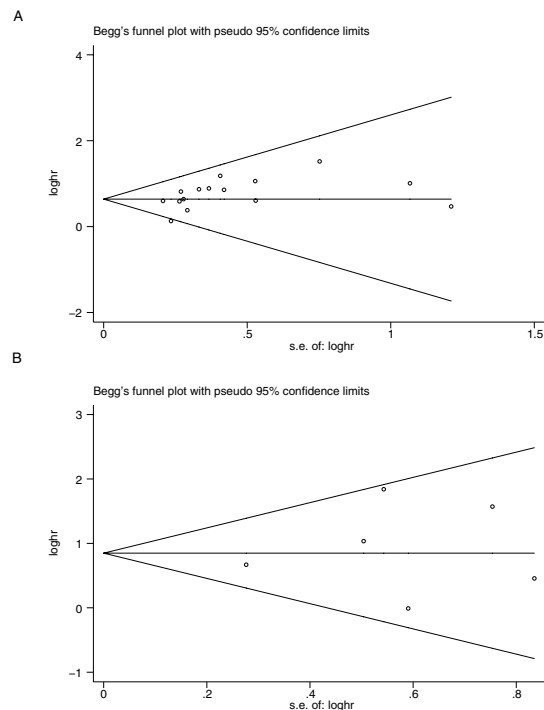 A
Begg's funnel plot with pseudo 95% confidence limits
4
2
0
−2
loghr
0 .5 1 1.5
s.e. of: loghr
B
Begg's funnel plot with pseudo 95% confidence limits
3
2
1
0
−1
loghr
0 .2 .4 .6 .8
s.e. of: loghr